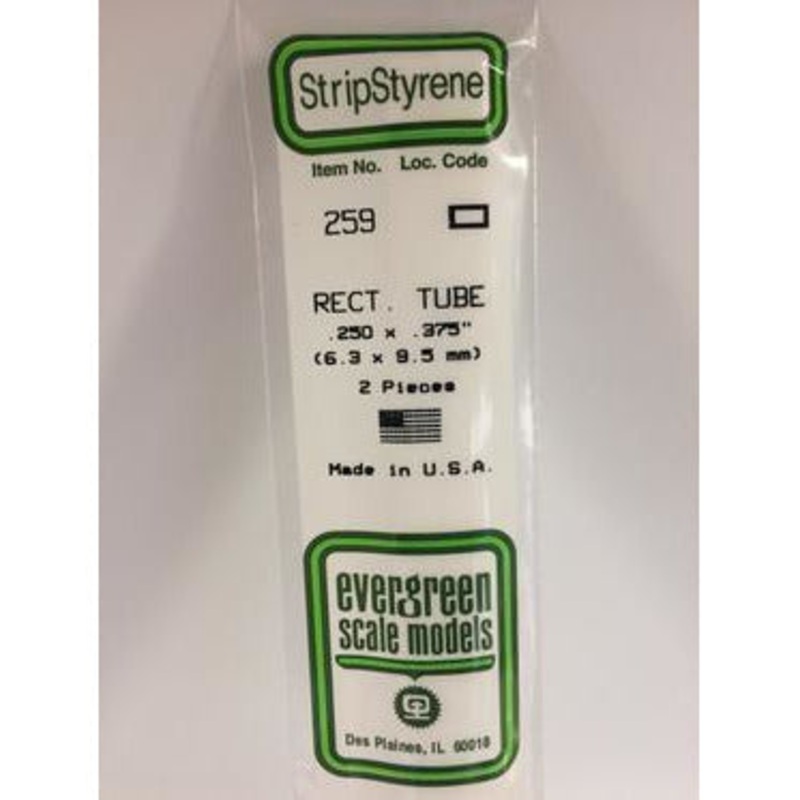 StripStyrene
Item No. Loc. Code
259
RECT. TUBE
.250 x .375"
(6.3 x 9.5 mm)
2 Pieces
Made in U.S.A.
evergreen
scale models
Des Plaines, IL 60018